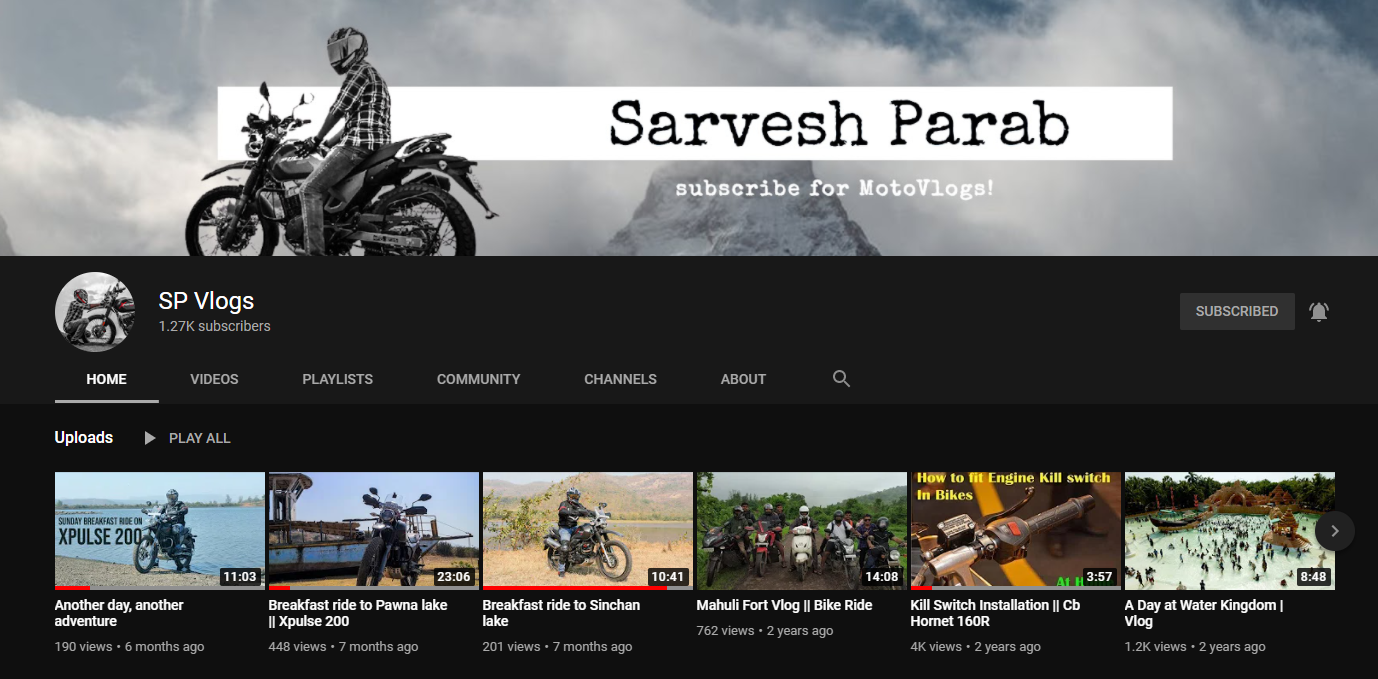 Sarvesh Parab
subscribe for MotoVlogs!
SP Vlogs
1.27K subscribers
SUBSCRIBED
HOME
VIDEOS
PLAYLISTS
COMMUNITY
CHANNELS
ABOUT
Uploads
PLAY ALL
SUNDAY BREAKFAST RIDE ON
XPULSE 200
11:03
Another day, another
adventure
190 views • 6 months ago
23:06
Breakfast ride to Pawna lake
|| Xpulse 200
448 views • 7 months ago
10:41
Breakfast ride to Sinchan
lake
201 views • 7 months ago
14:08
Mahuli Fort Vlog || Bike Ride
762 views • 2 years ago
How to fit Engine Kill switch
In Bikes
At
3:57
Kill Switch Installation || Cb
Hornet 160R
4K views • 2 years ago
8:48
A Day at Water Kingdom |
Vlog
1.2K views • 2 years ago